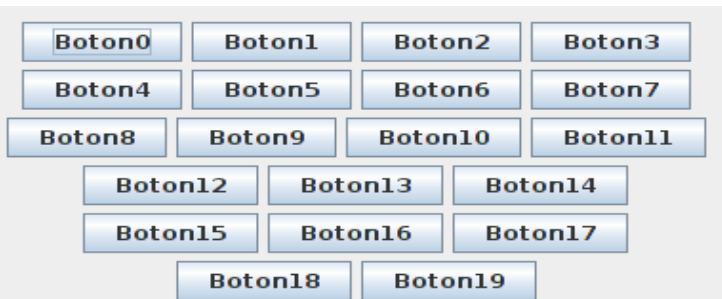 Boton0 Boton1 Boton2 Boton3
Boton4 Boton5 Boton6 Boton7
Boton8 Boton9 Boton10 Boton11
Boton12 Boton13 Boton14
Boton15 Boton16 Boton17
Boton18 Boton19